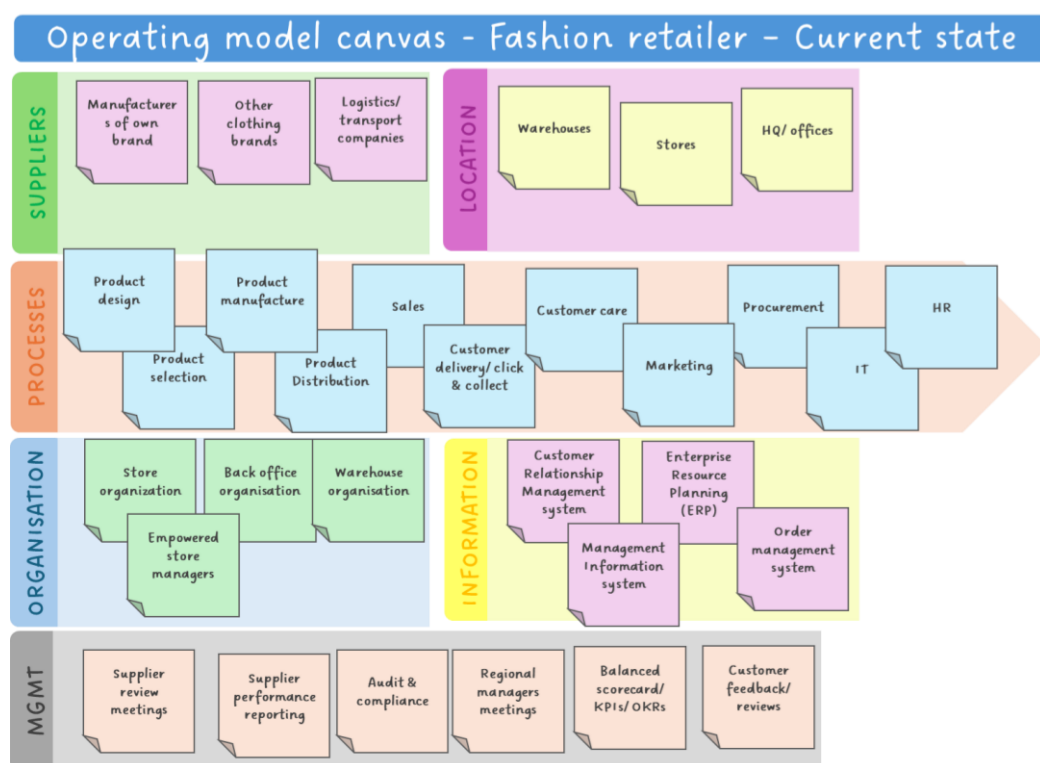 Operating model canvas - Fashion retailer - Current state
SUPPLIERS
Manufacturer
s of own
brand
Other
clothing
brands
Logistics/
transport
companies
LOCATION
Warehouses
Stores
HQ/ offices
PROCESSES
Product
design
Product
selection
Product
manufacture
Product
Distribution
Sales
Customer
delivery/ click
& collect
Customer care
Marketing
Procurement
IT
HR
ORGANISATION
Store
organization
Empowered
store
managers
Back office
organisation
Warehouse
organisation
INFORMATION
Customer
Relationship
Management
system
Management
Information
system
Enterprise
Resource
Planning
(ERP)
Order
management
system
MGMT
Supplier
review
meetings
Supplier
performance
reporting
Audit &
compliance
Regional
managers
meetings
Balanced
scorecard/
KPIs/ OKRs
Customer
feedback/
reviews